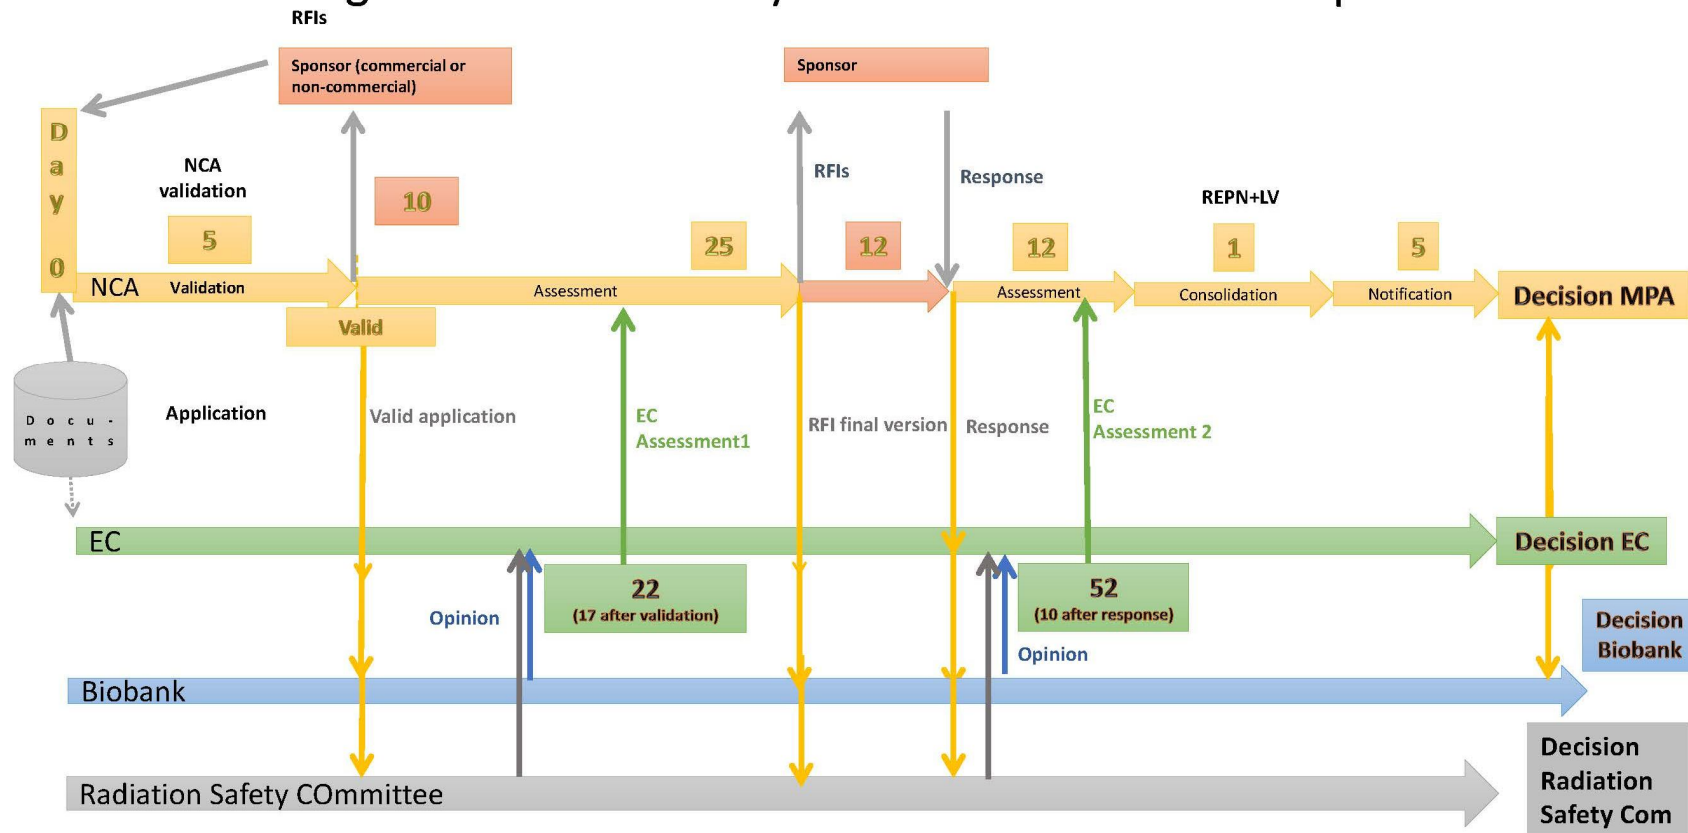 RFIs
Sponsor (commercial or
non-commercial)
Sponsor
D
a
y
0
NCA
validation
5
10
RFIs
Response
REPN+LV
25
12
12
1
5
NCA
Validation
Assessment
Assessment
Consolidation
Notification
Decision MPA
Valid
D o c u -
m e n t s
Application
Valid application
EC
Assessment1
RFI final version
Response
EC
Assessment 2
EC
Decision EC
22
(17 after validation)
52
(10 after response)
Opinion
Opinion
Decision
Biobank
Biobank
Decision
Radiation
Safety Com
Radiation Safety COmmittee